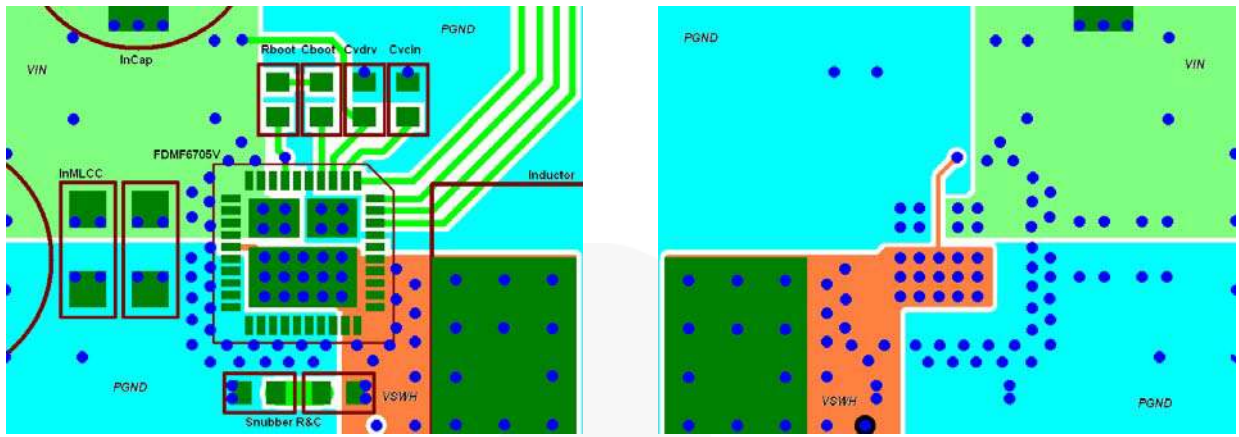 PGND
Rboot Cboot Cvdrv Cvcin
InCap
VIN
FDMF6705V
InMLCC
Inductor
PGND
VSWH
Snubber R&C
PGND
VIN
VSWH
PGND